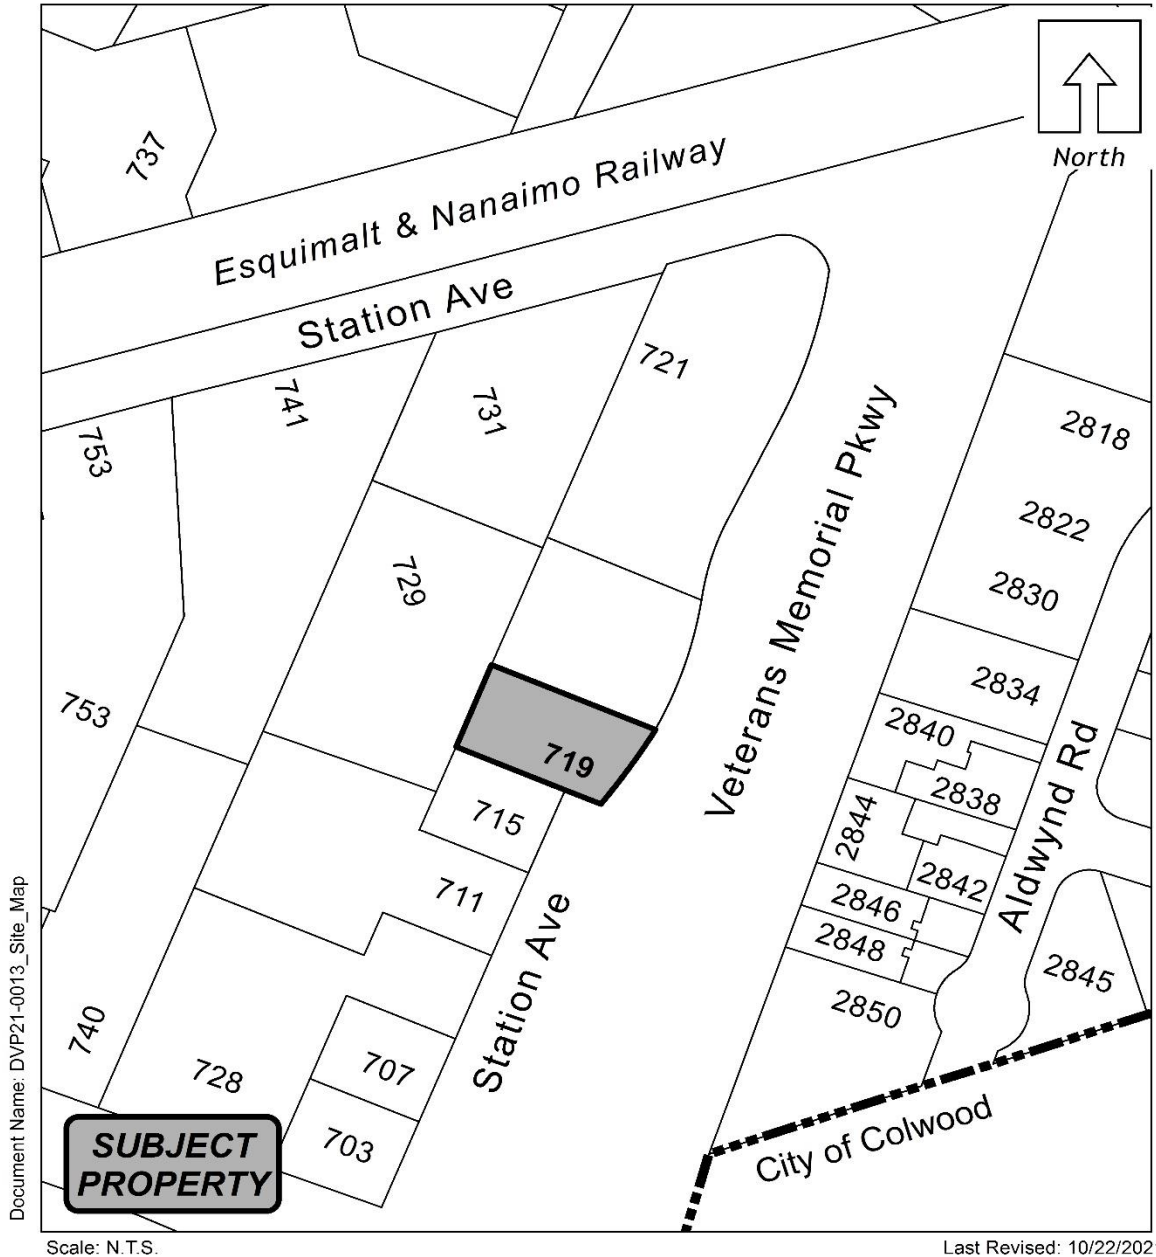 North
737
Esquimalt & Nanaimo Railway
Station Ave
721
741
731
753
2818
2822
2830
729
Veterans Memorial Pkwy
2834
753
2840
719
2838
715
2844
Aldwynd Rd
2842
711
2846
2848
Station Ave
2845
2850
740
707
728
703
City of Colwood
SUBJECT
PROPERTY
Document Name: DVP21-0013_Site_Map
Scale: N.T.S.
Last Revised: 10/22/202